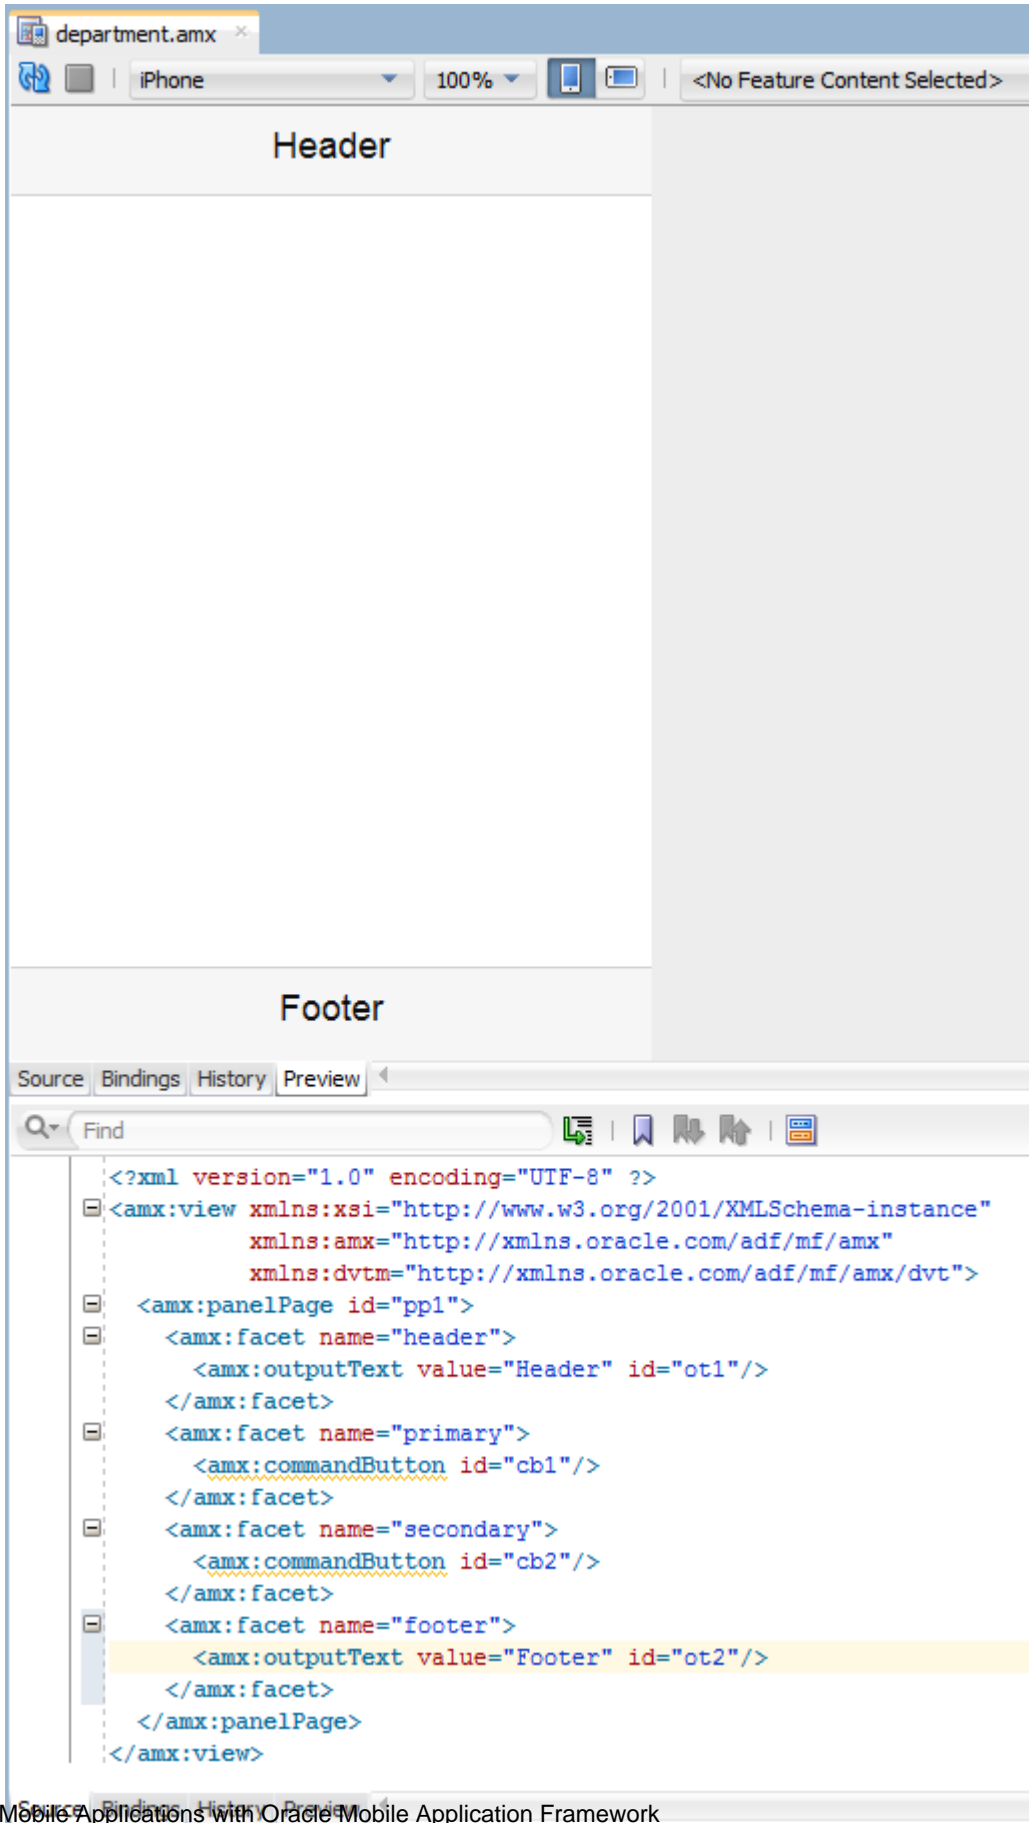 department.amx
iPhone 100% <No Feature Content Selected>
Header
Footer
Source Bindings History Preview
Find
<?xml version="1.0" encoding="UTF-8" ?>
<amx:view xmlns:xsi="http://www.w3.org/2001/XMLSchema-instance"
xmlns:amx="http://xmlns.oracle.com/adf/mf/amx"
xmlns:dvtm="http://xmlns.oracle.com/adf/mf/amx/dvt">
<amx:panelPage id="pp1">
<amx:facet name="header">
<amx:outputText value="Header" id="ot1"/>
</amx:facet>
<amx:facet name="primary">
<amx:commandButton id="cb1"/>
</amx:facet>
<amx:facet name="secondary">
<amx:commandButton id="cb2"/>
</amx:facet>
<amx:facet name="footer">
<amx:outputText value="Footer" id="ot2"/>
</amx:facet>
</amx:panelPage>
</amx:view>
Source Bindings History Preview
Mobile Applications with Oracle Mobile Application Framework